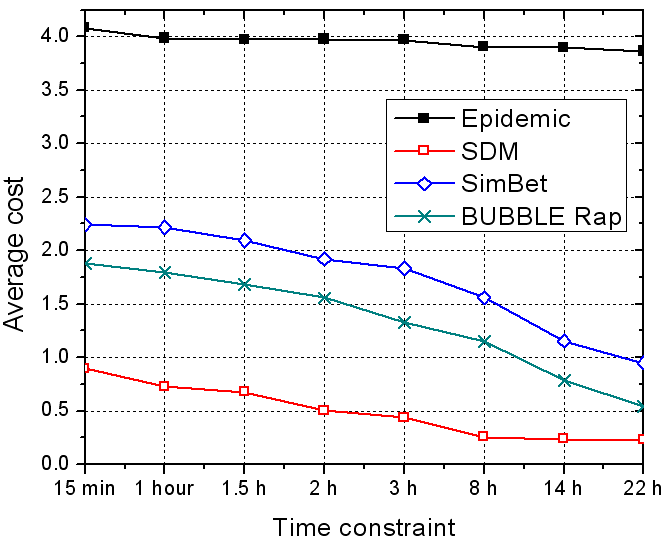 4.0
3.5
3.0
2.5
2.0
1.5
1.0
0.5
0.0
Average cost
Epidemic
SDM
SimBet
BUBBLE Rap
15 min 1 hour 1.5 h 2 h 3 h 8 h 14 h 22 h
Time constraint